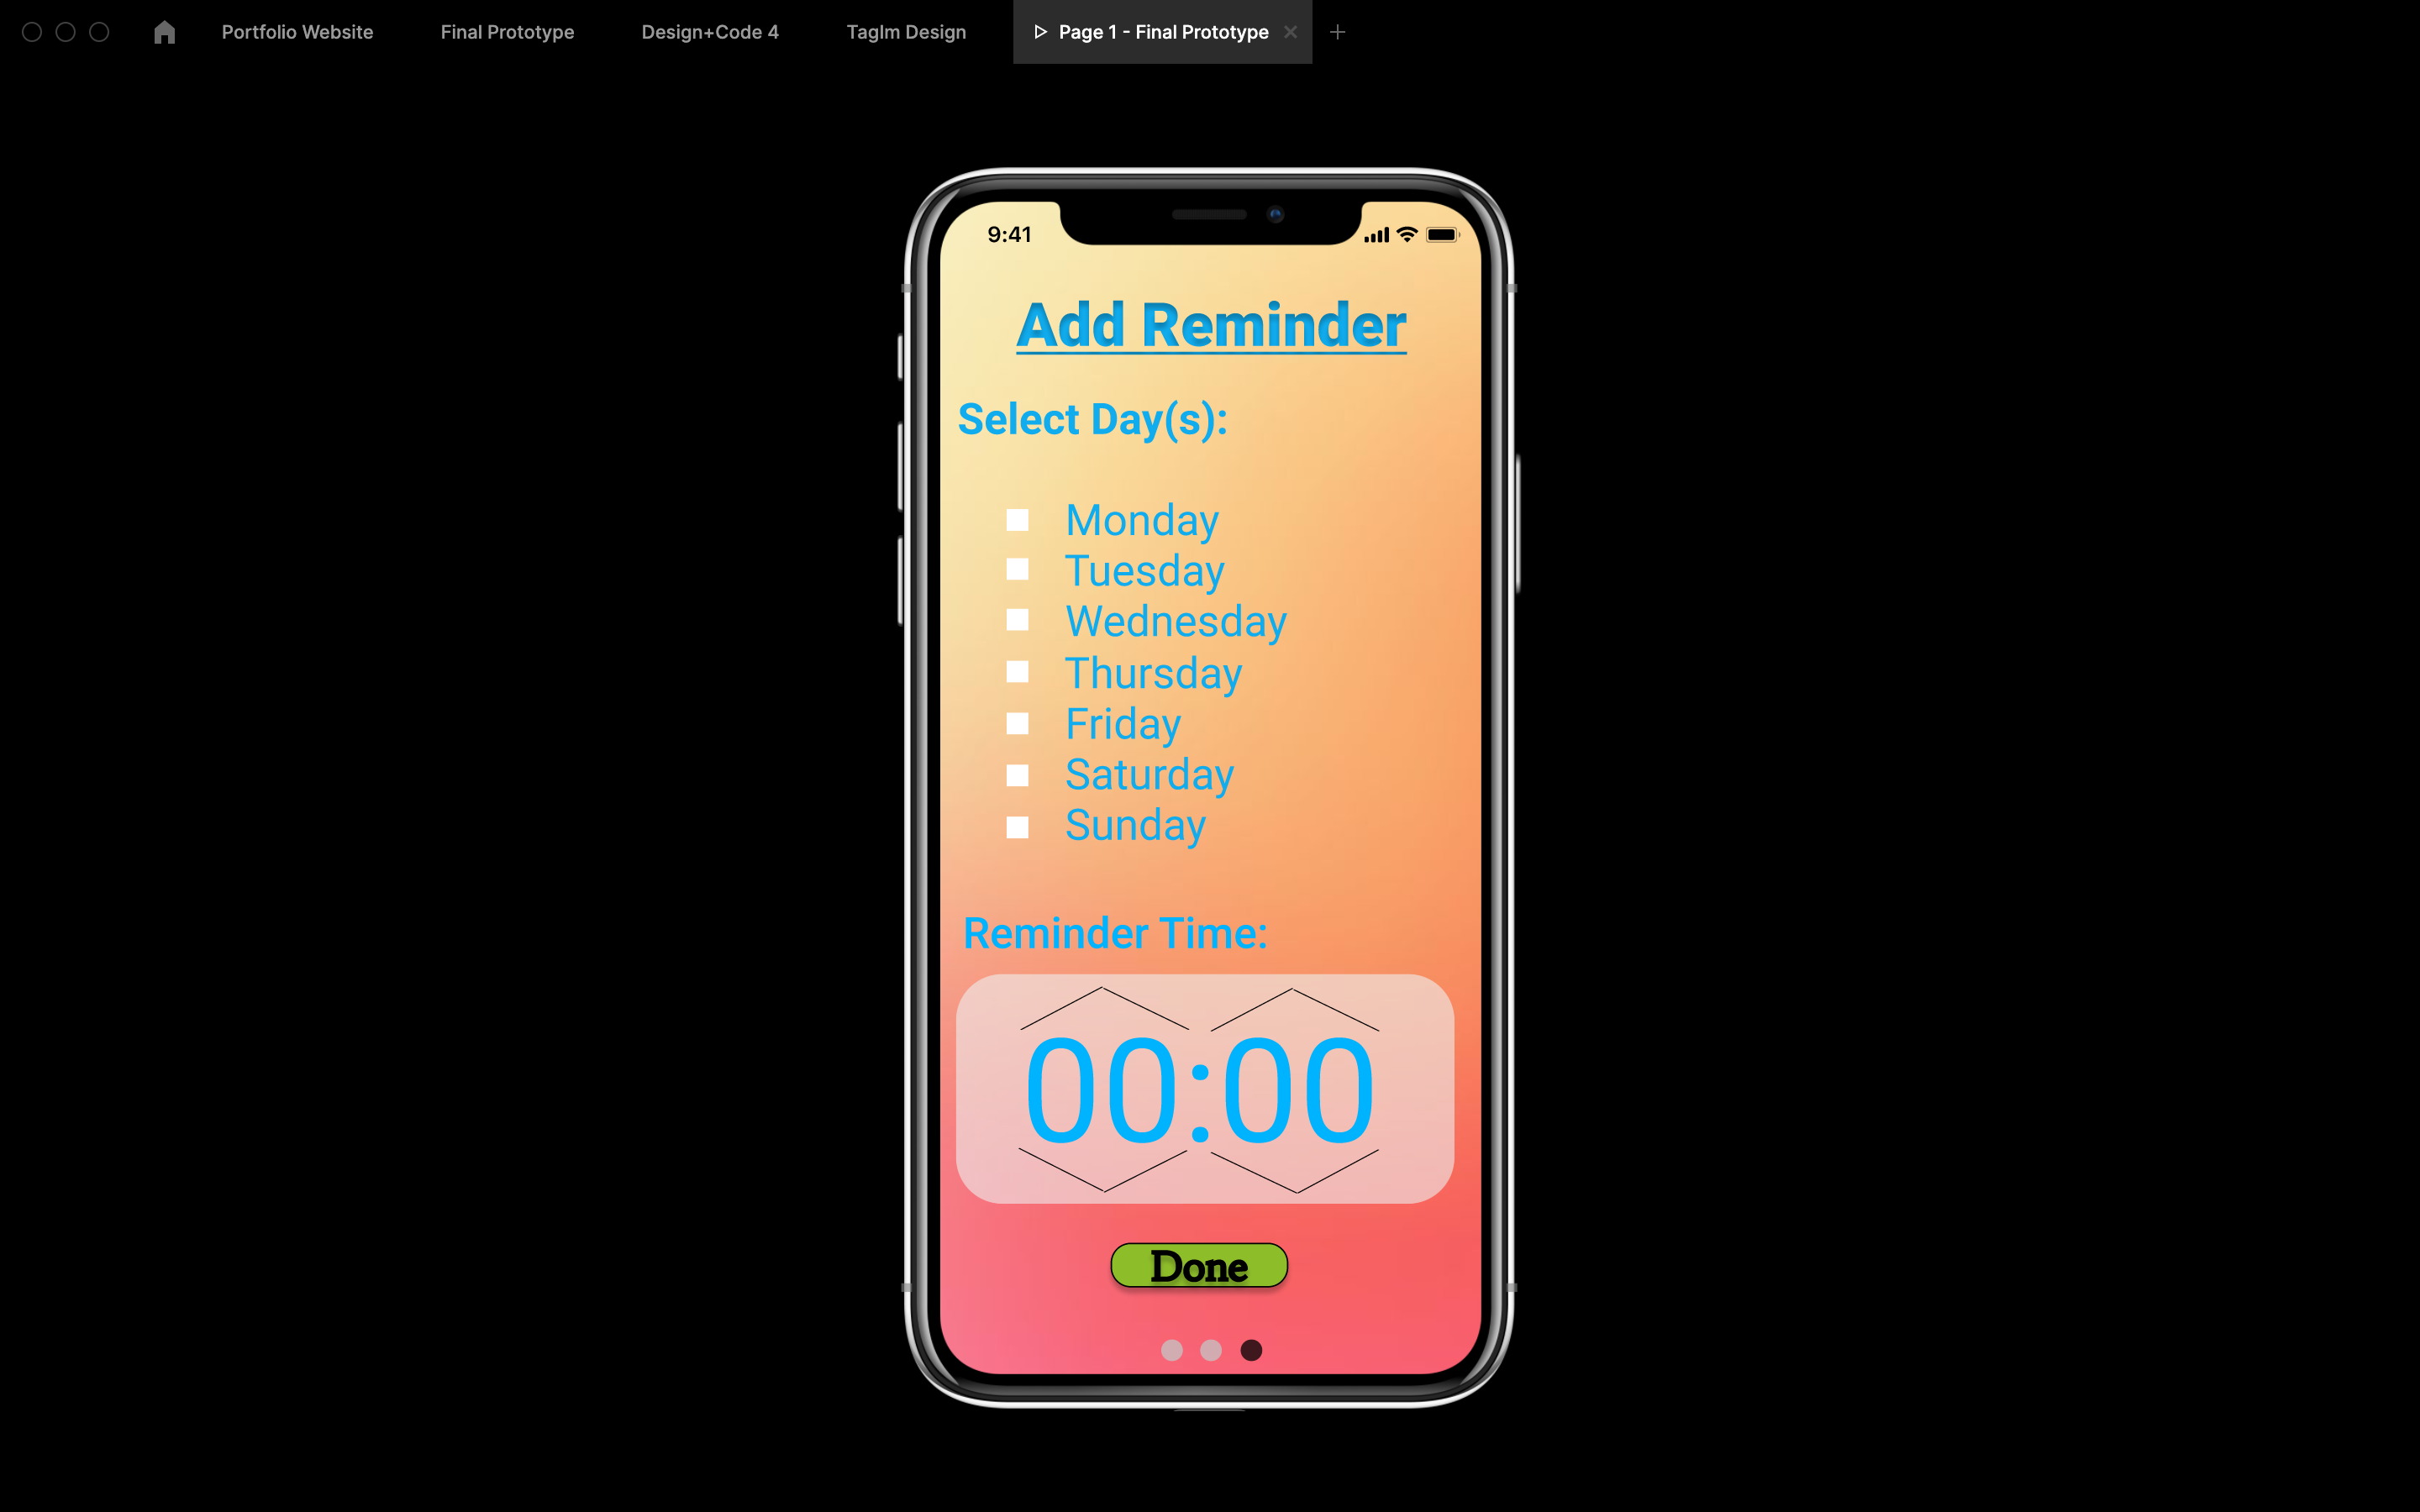 Portfolio Website Final Prototype Design+Code 4 TagIm Design Page 1 - Final Prototype
9:41
Add Reminder
Select Day(s):
Monday
Tuesday
Wednesday
Thursday
Friday
Saturday
Sunday
Reminder Time:
00:00
Done